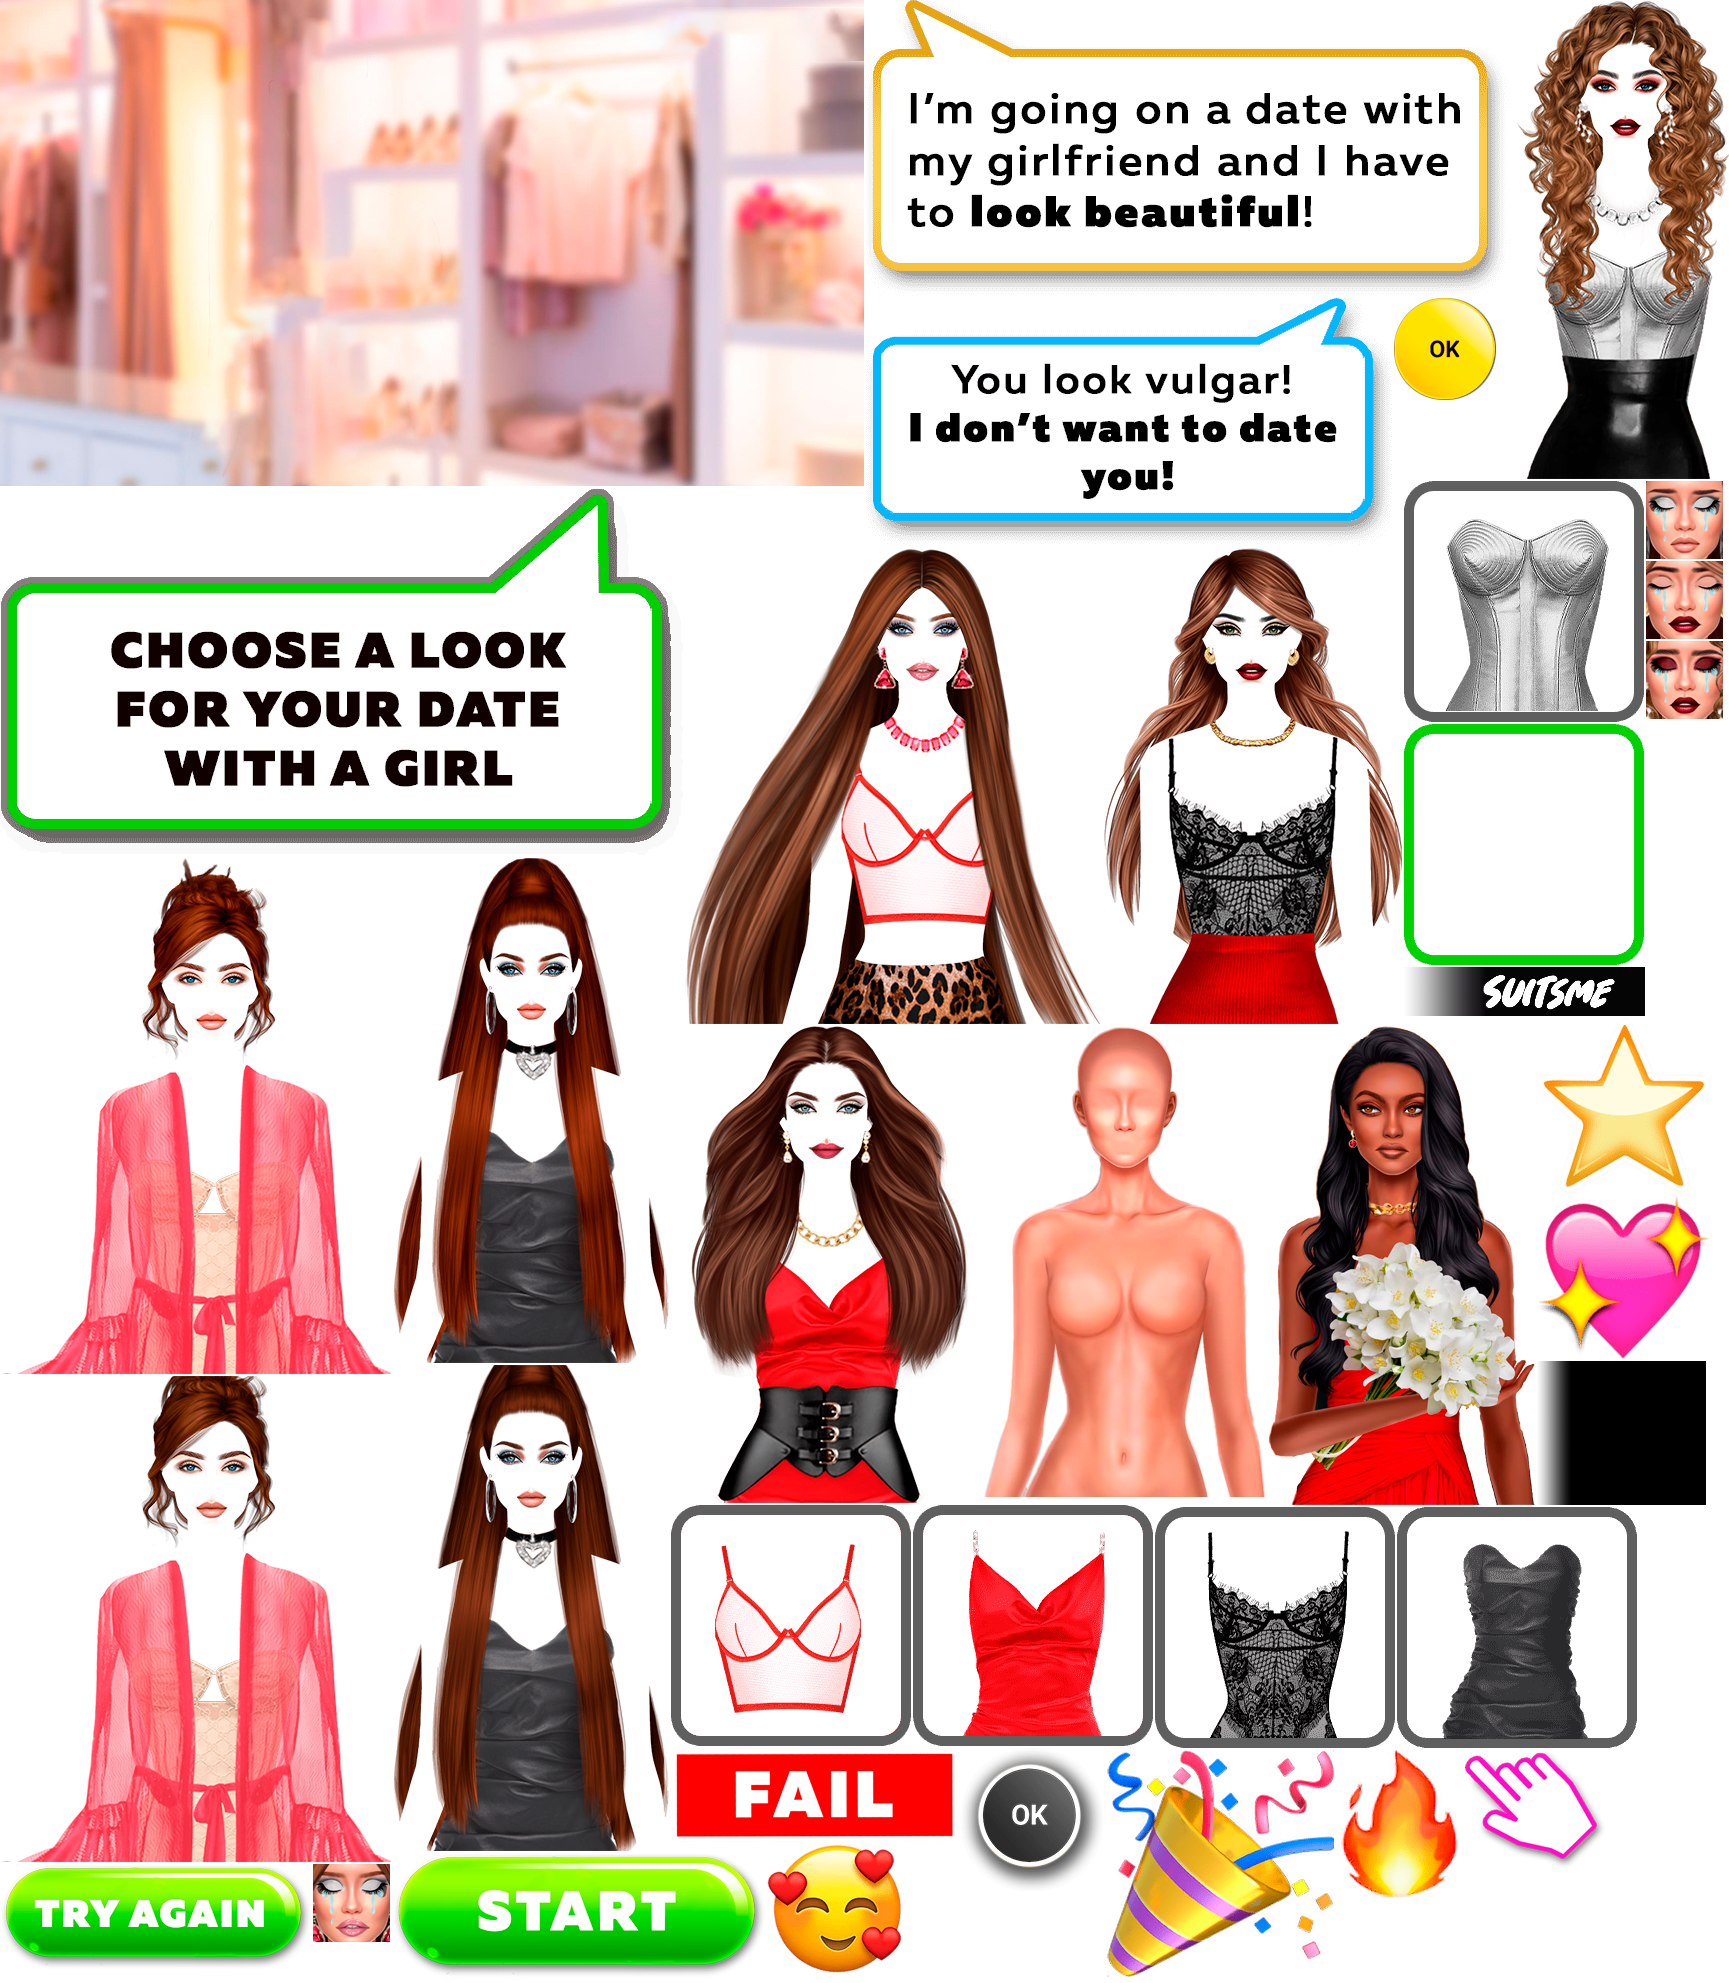 I'm going on a date with
my girlfriend and I have
to look beautiful!
OK
You look vulgar!
I don't want to date
you!
CHOOSE A LOOK
FOR YOUR DATE
WITH A GIRL
SUITSME
FAIL
OK
TRY AGAIN
START